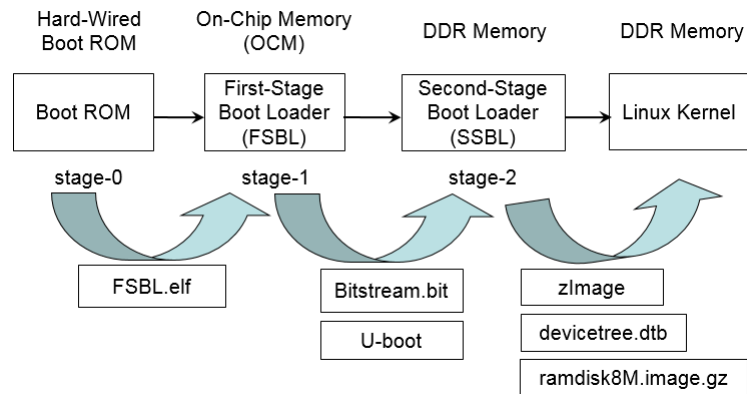 Hard-Wired
Boot ROM
On-Chip Memory
(OCM)
DDR Memory
DDR Memory
Boot ROM
First-Stage
Boot Loader
(FSBL)
Second-Stage
Boot Loader
(SSBL)
Linux Kernel
stage-0
stage-1
stage-2
FSBL.elf
Bitstream.bit
U-boot
zImage
devicetree.dtb
ramdisk8M.image.gz